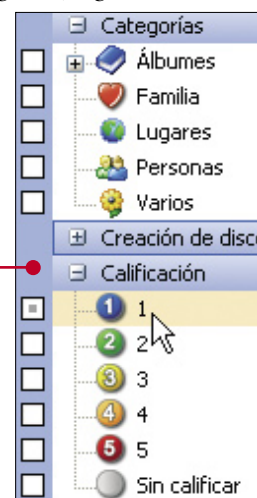 Categorías
Álbumes
Familia
Lugares
Personas
Varios
Creación de disc
Calificación
1 1
2 2
3 3
4 4
5 5
Sin calificar